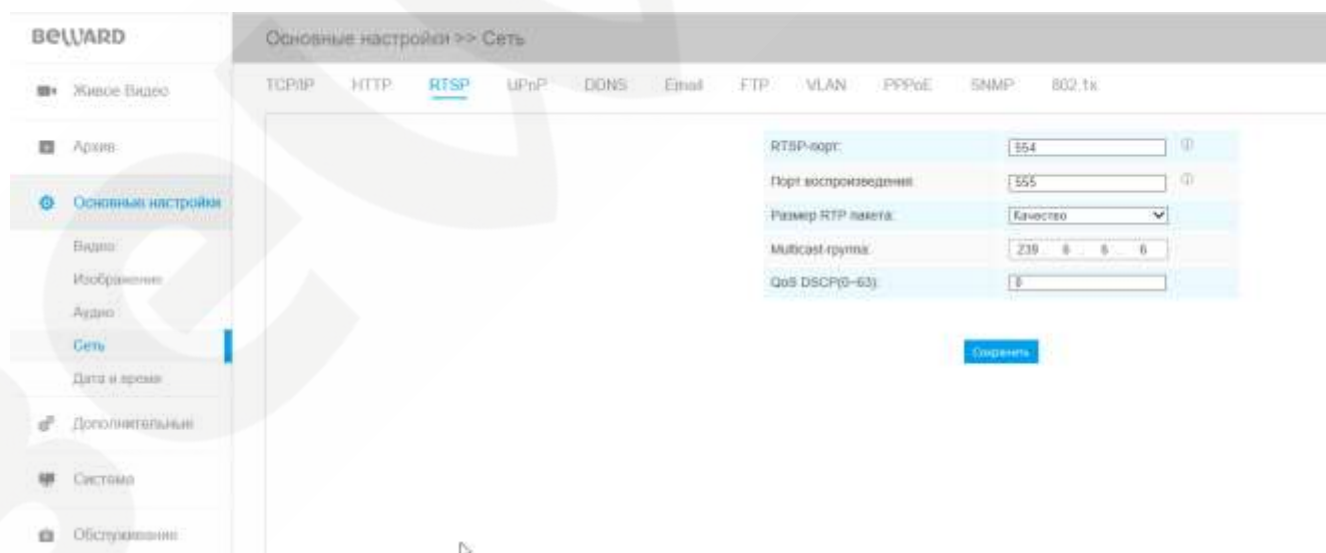 BEWARD
Основные настройки >> Сеть
Живое Видео
Архив
Основные настройки
Видео
Изображение
Аудио
Сеть
Дата и время
Дополнительные
Система
Обслуживание
TCP/IP HTTP RTSP UPnP DDNS Email FTP VLAN PPPoE SNMP 802.1x
RTSP-порт: 554
Порт воспроизведения: 555
Размер RTP пакета: Качество
Multicast-группа: 239 . 6 . 6 . 6
QoS DSCP(0~63): 0
Сохранить